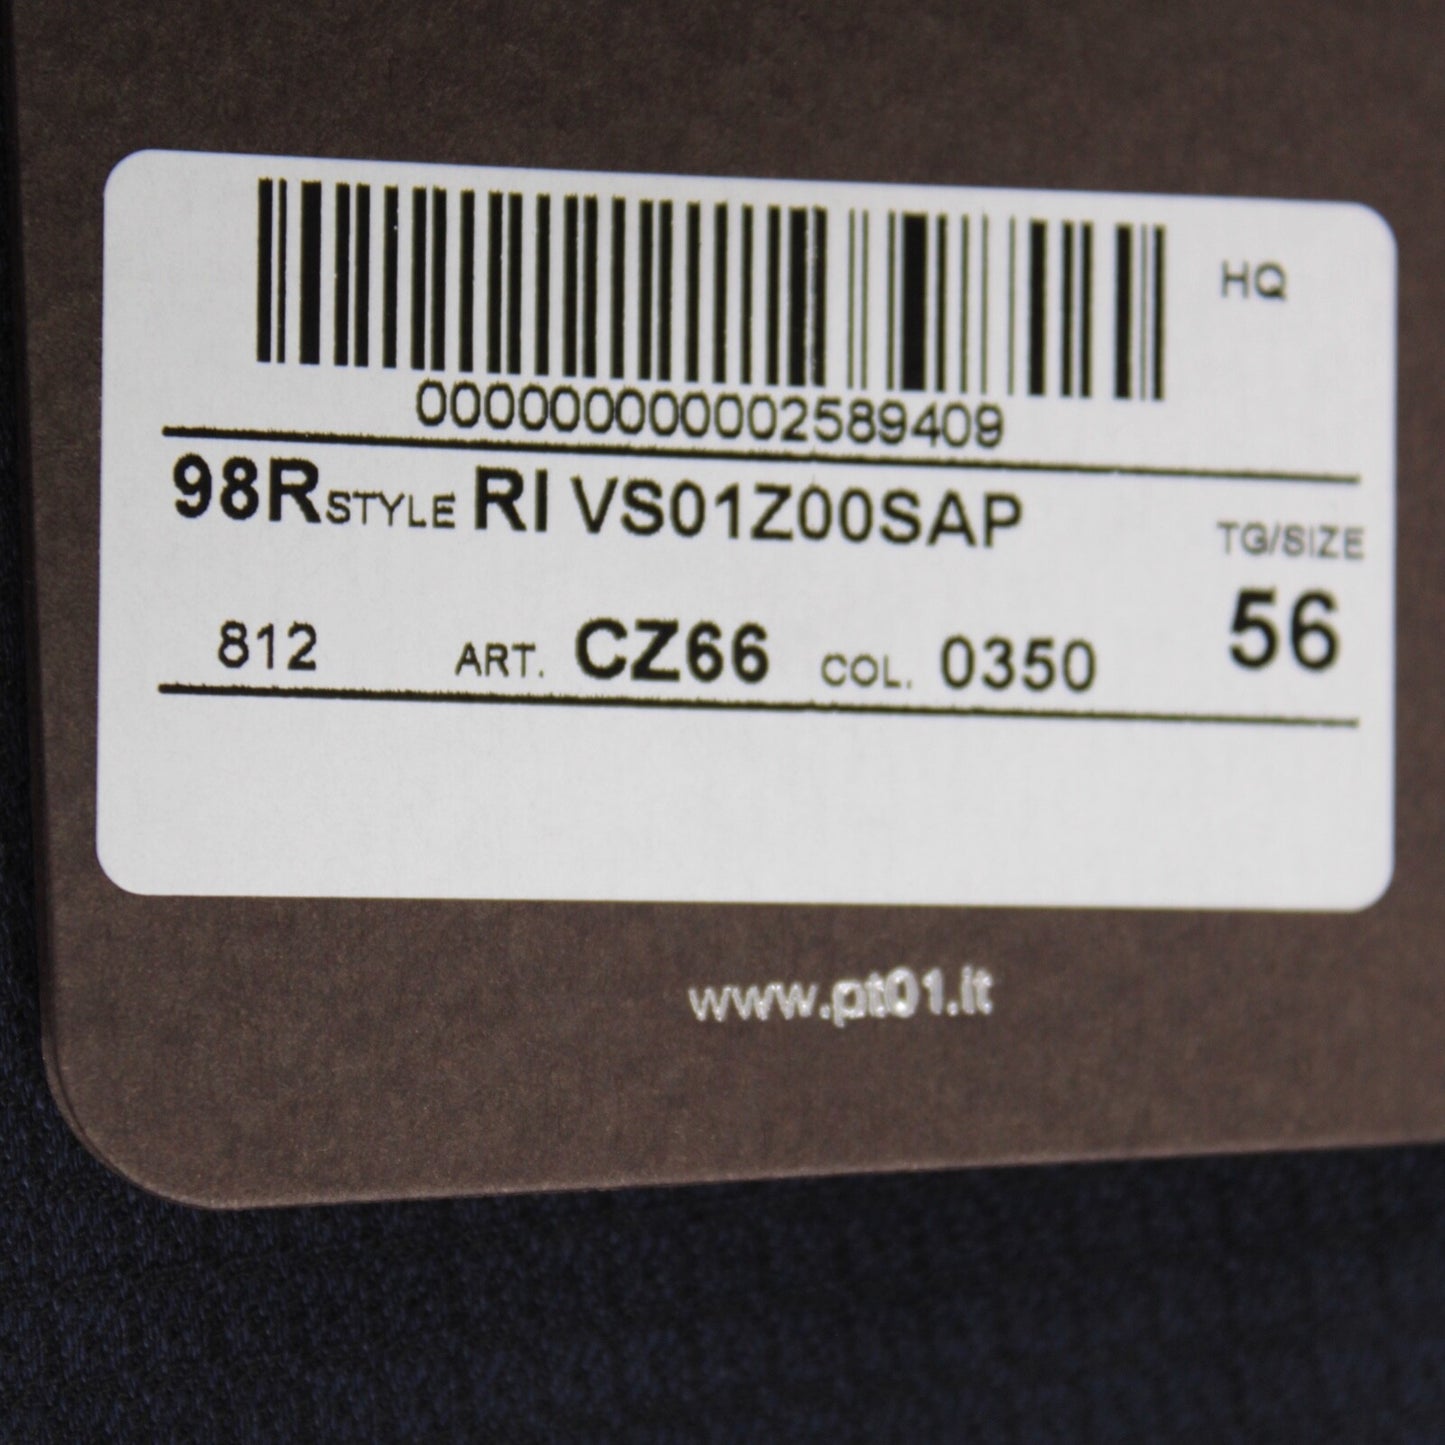 HQ
0000000000002589409
98R STYLE RI VS01Z00SAP
TG/SIZE
812 ART. CZ66 COL. 0350 56
www.pt01.it